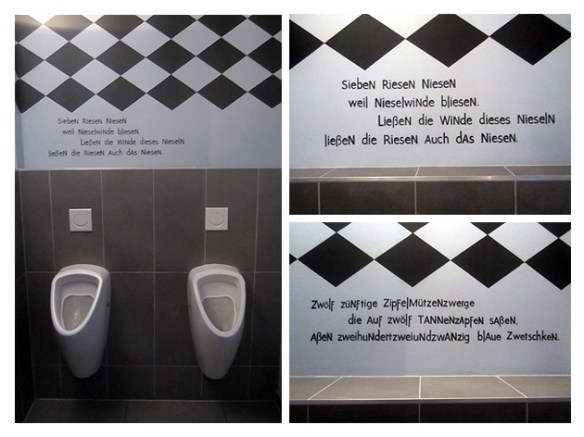 SiebeN RieseN NieseN
weil NieselwiNde blieseN.
LießeN die WiNde dieses NieselN
ließeN die RieseN Auch dAs NieseN.
SiebeN RieseN NieseN
weil NieselwiNde blieseN.
LießeN die WiNde dieses NieselN
ließeN die RieseN Auch dAs NieseN.
Zwölf züNftige ZipfelMützeNzwerge
die Auf zwölf TANNeNzApfeN sAßeN,
AßeN zweihuNdertzweiuNdzwANzig blAue Zwetschken.